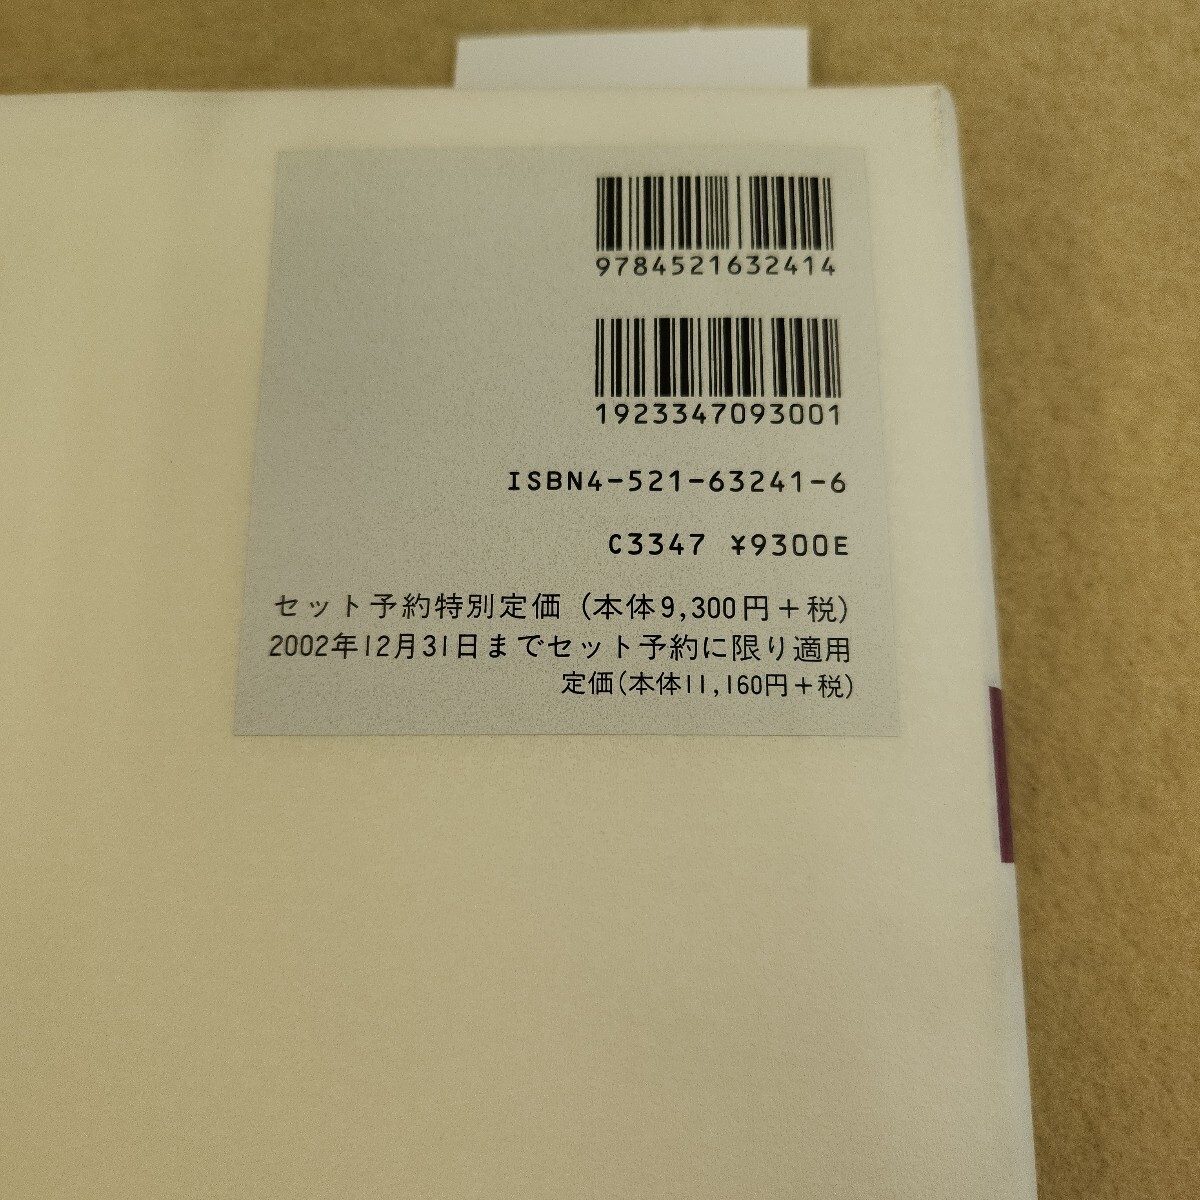 9784521632414
1923347093001
ISBN4-521-63241-6
C3347 ¥9300E
セット予約特別定価（本体9,300円＋税）
2002年12月31日までセット予約に限り適用
定価（本体11,160円＋税）